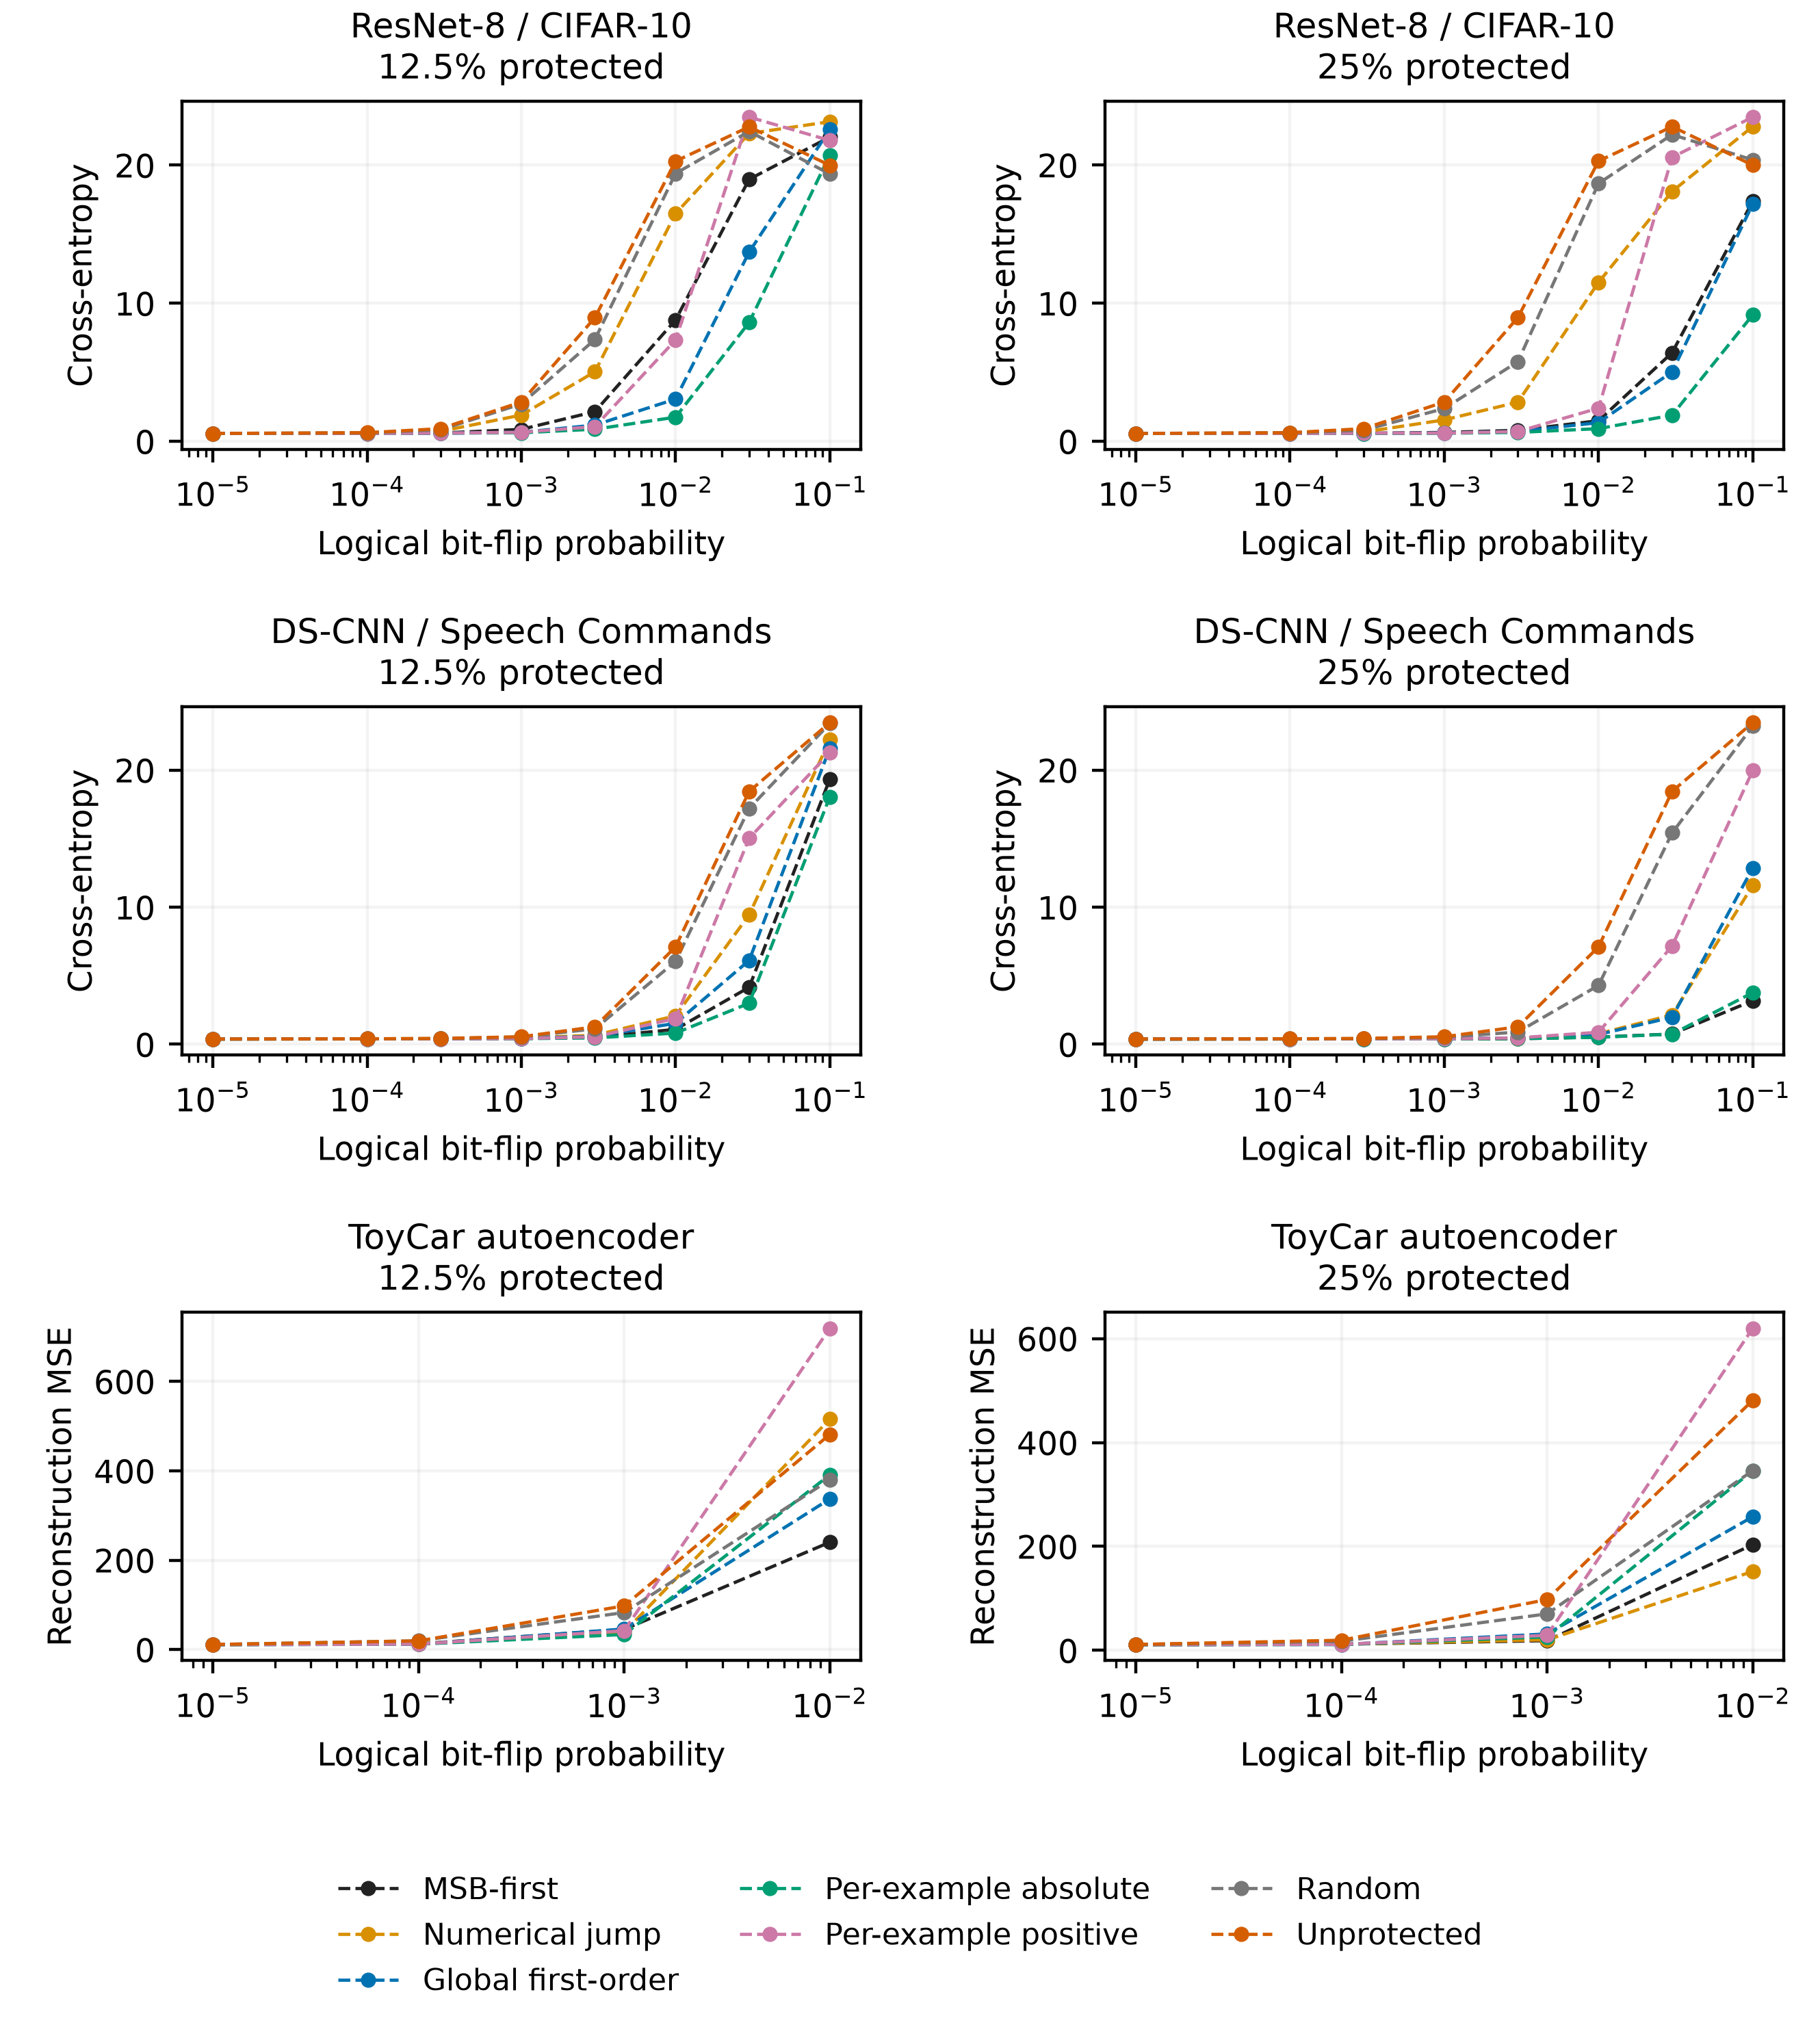 ResNet-8 / CIFAR-10
12.5% protected
Cross-entropy
20
10
0
10⁻⁵ 10⁻⁴ 10⁻³ 10⁻² 10⁻¹
Logical bit-flip probability
ResNet-8 / CIFAR-10
25% protected
Cross-entropy
20
10
0
10⁻⁵ 10⁻⁴ 10⁻³ 10⁻² 10⁻¹
Logical bit-flip probability
DS-CNN / Speech Commands
12.5% protected
Cross-entropy
20
10
0
10⁻⁵ 10⁻⁴ 10⁻³ 10⁻² 10⁻¹
Logical bit-flip probability
DS-CNN / Speech Commands
25% protected
Cross-entropy
20
10
0
10⁻⁵ 10⁻⁴ 10⁻³ 10⁻² 10⁻¹
Logical bit-flip probability
ToyCar autoencoder
12.5% protected
Reconstruction MSE
600
400
200
0
10⁻⁵ 10⁻⁴ 10⁻³ 10⁻²
Logical bit-flip probability
ToyCar autoencoder
25% protected
Reconstruction MSE
600
400
200
0
10⁻⁵ 10⁻⁴ 10⁻³ 10⁻²
Logical bit-flip probability
MSB-first
Numerical jump
Global first-order
Per-example absolute
Per-example positive
Random
Unprotected